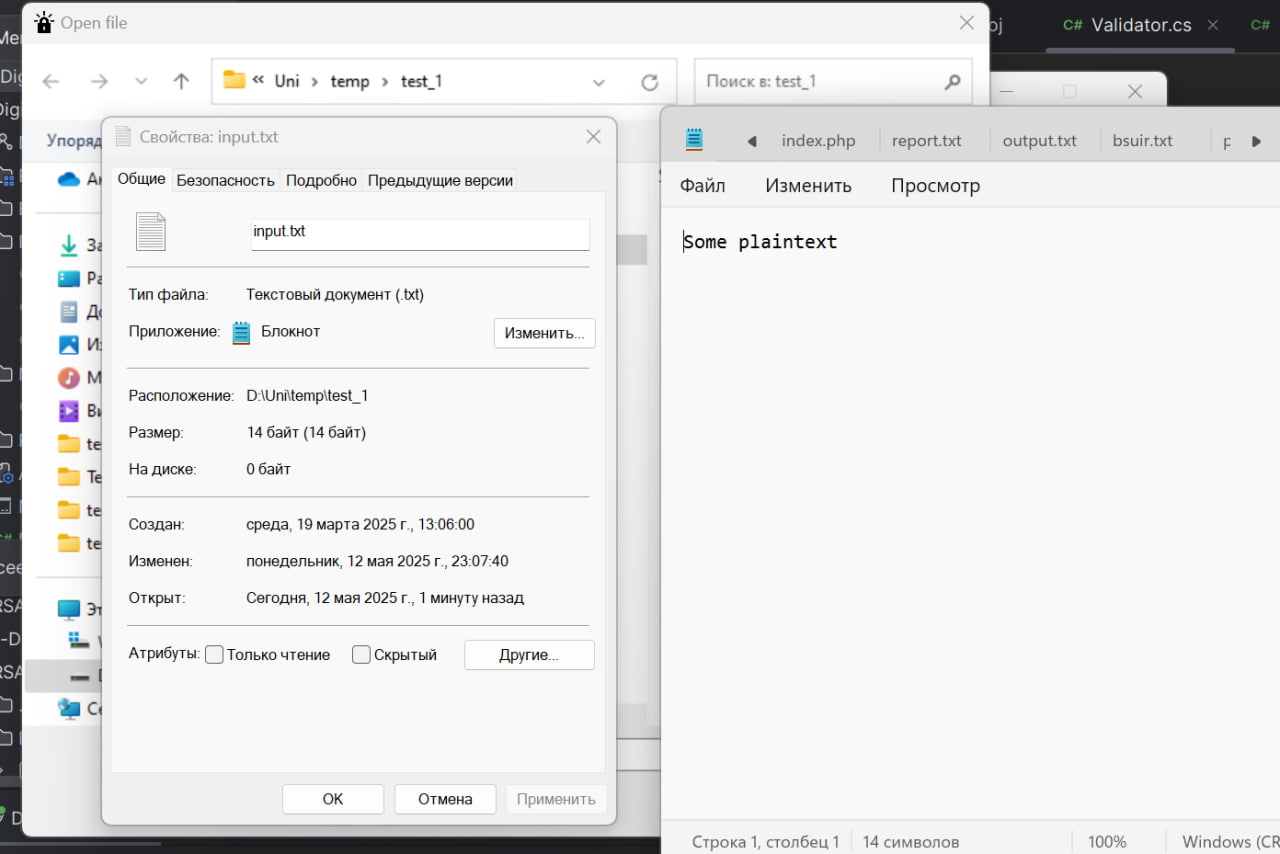 Open file
Validator.cs
C#
« Uni › temp › test_1
Поиск в: test_1
Свойства: input.txt
Общие Безопасность Подробно Предыдущие версии
input.txt
Тип файла: Текстовый документ (.txt)
Приложение: Блокнот Изменить...
Расположение: D:\Uni\temp\test_1
Размер: 14 байт (14 байт)
На диске: 0 байт
Создан: среда, 19 марта 2025 г., 13:06:00
Изменен: понедельник, 12 мая 2025 г., 23:07:40
Открыт: Сегодня, 12 мая 2025 г., 1 минуту назад
Атрибуты: Только чтение Скрытый Другие...
OK Отмена Применить
index.php report.txt output.txt bsuir.txt
Файл Изменить Просмотр
Some plaintext
Строка 1, столбец 1 14 символов 100% Windows (CR